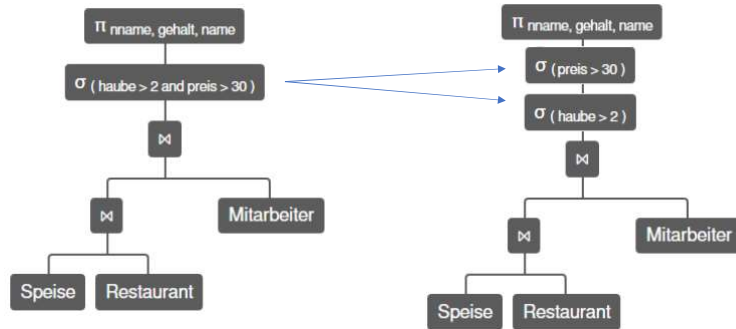 π nname, gehalt, name
σ ( haube > 2 and preis > 30 )
⋈
⋈
Mitarbeiter
Speise
Restaurant
π nname, gehalt, name
σ (preis > 30)
σ (haube > 2 )
⋈
⋈
Mitarbeiter
Speise
Restaurant